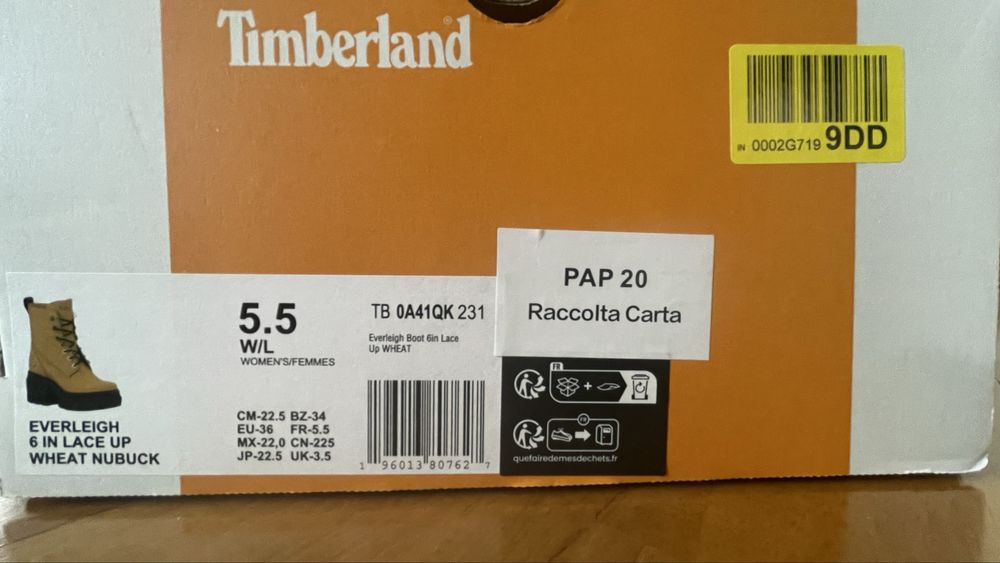 Timberland®
IN 0002G719 9DD
PAP 20
Raccolta Carta
5.5
W/L
WOMEN'S/FEMMES
TB 0A41QK 231
Everleigh Boot 6in Lace
Up WHEAT
CM-22.5 BZ-34
EU-36 FR-5.5
MX-22,0 CN-225
JP-22.5 UK-3.5
EVERLEIGH
6 IN LACE UP
WHEAT NUBUCK
1 96013 80762 7
FR
+
FR
quefairedemesdechets.fr